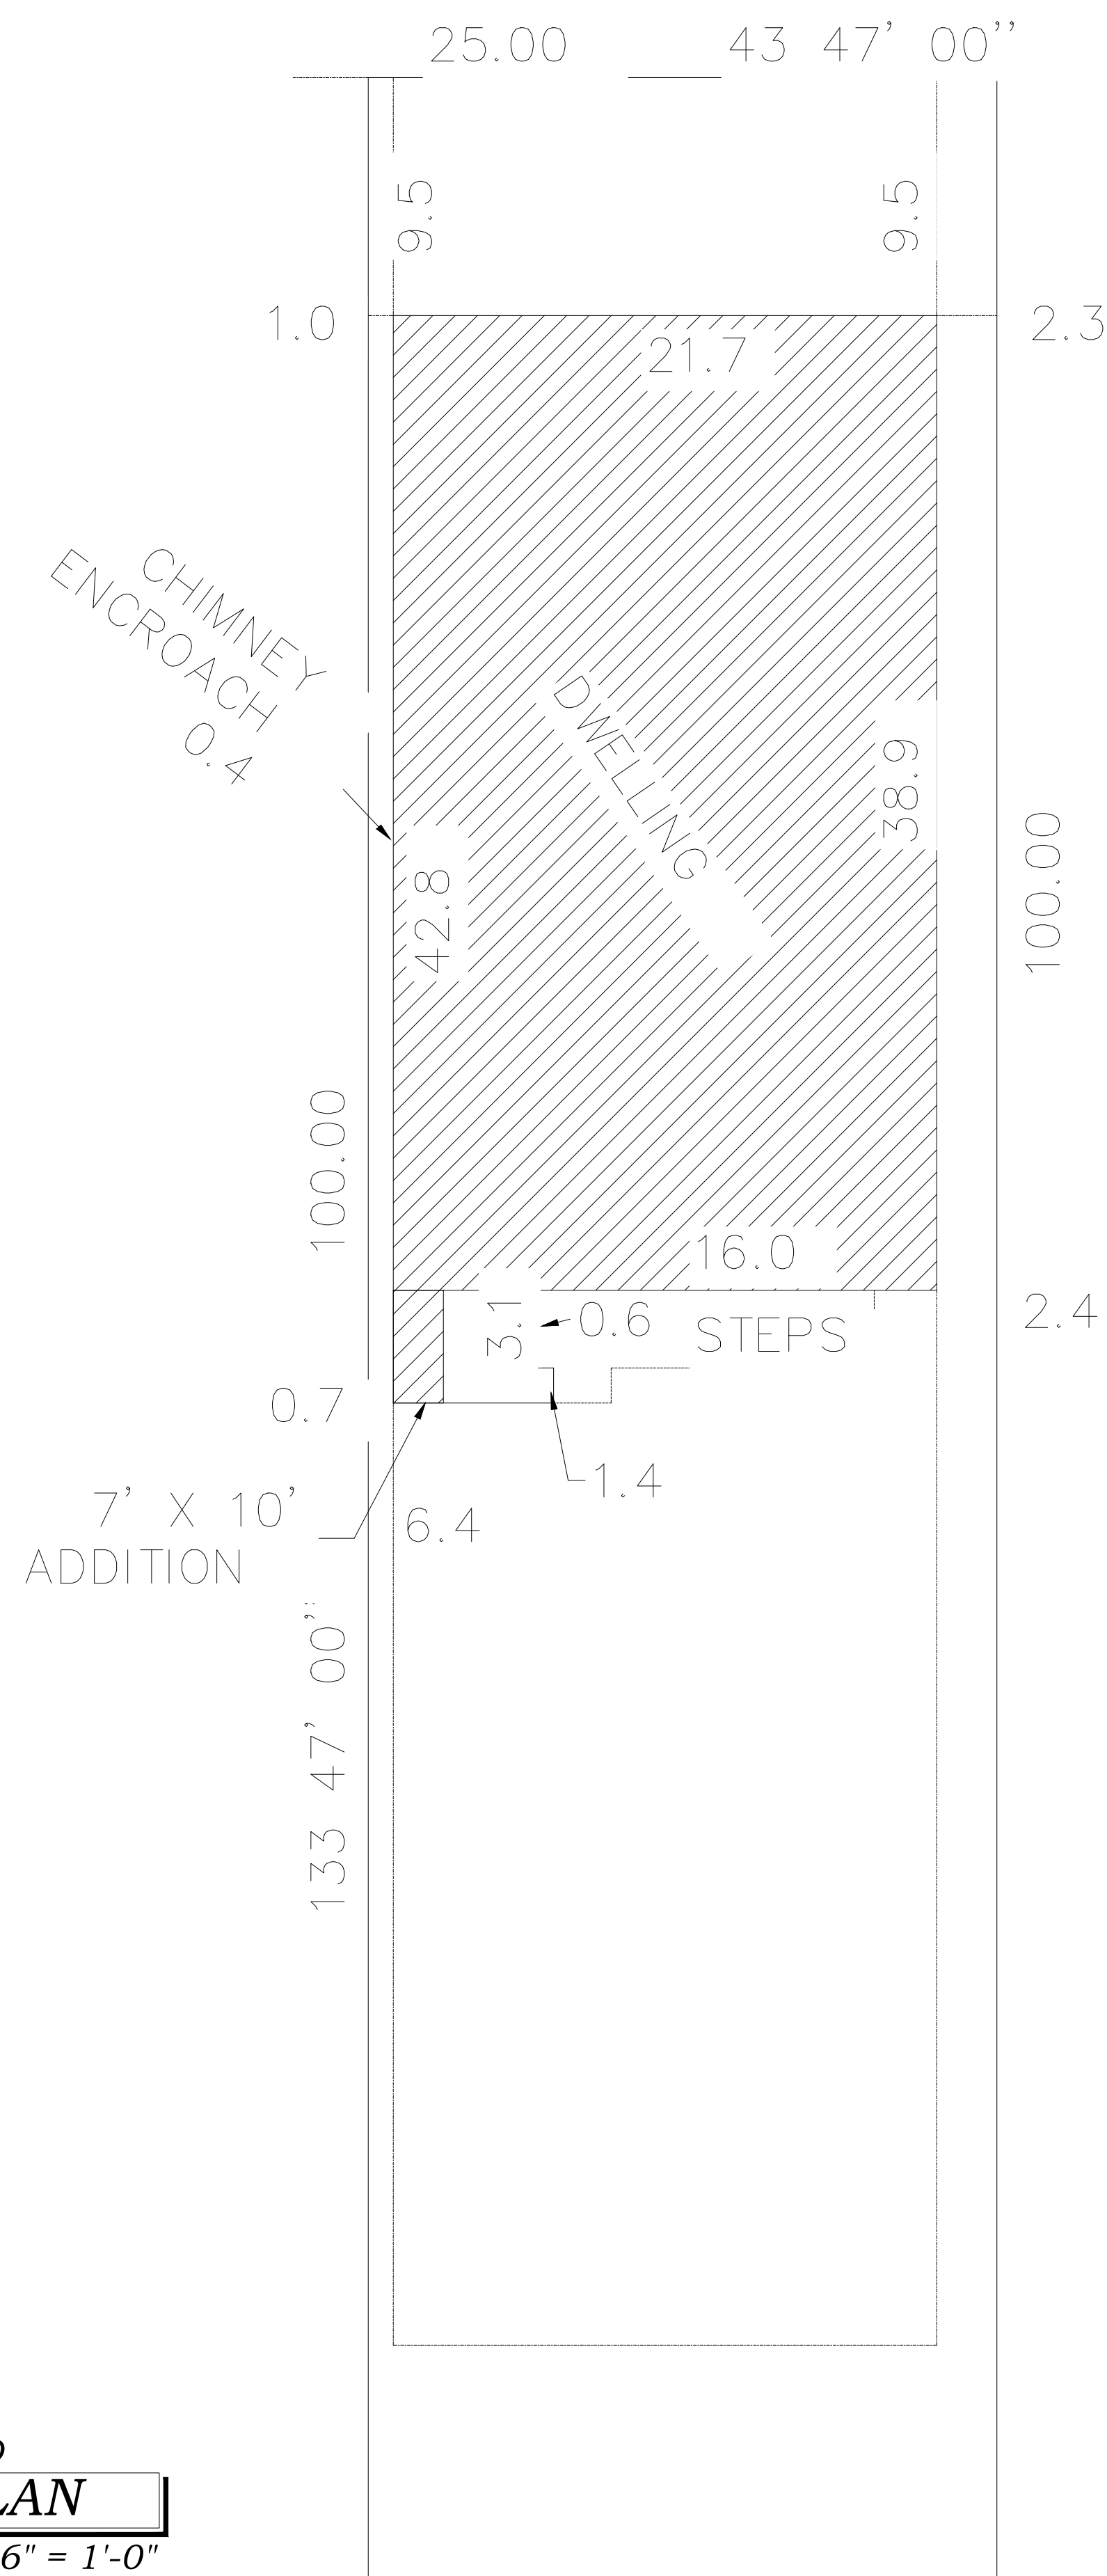 25.00
43 47' 00''
9.5
9.5
1.0
2.3
21.7
CHIMNEY
ENCROACH
0.4
DWELLING
38.9
42.8
100.00
100.00
16.0
3.1
0.6
STEPS
2.4
0.7
1.4
7' X 10'
ADDITION
6.4
133 47' 00''
6" = 1'-0"